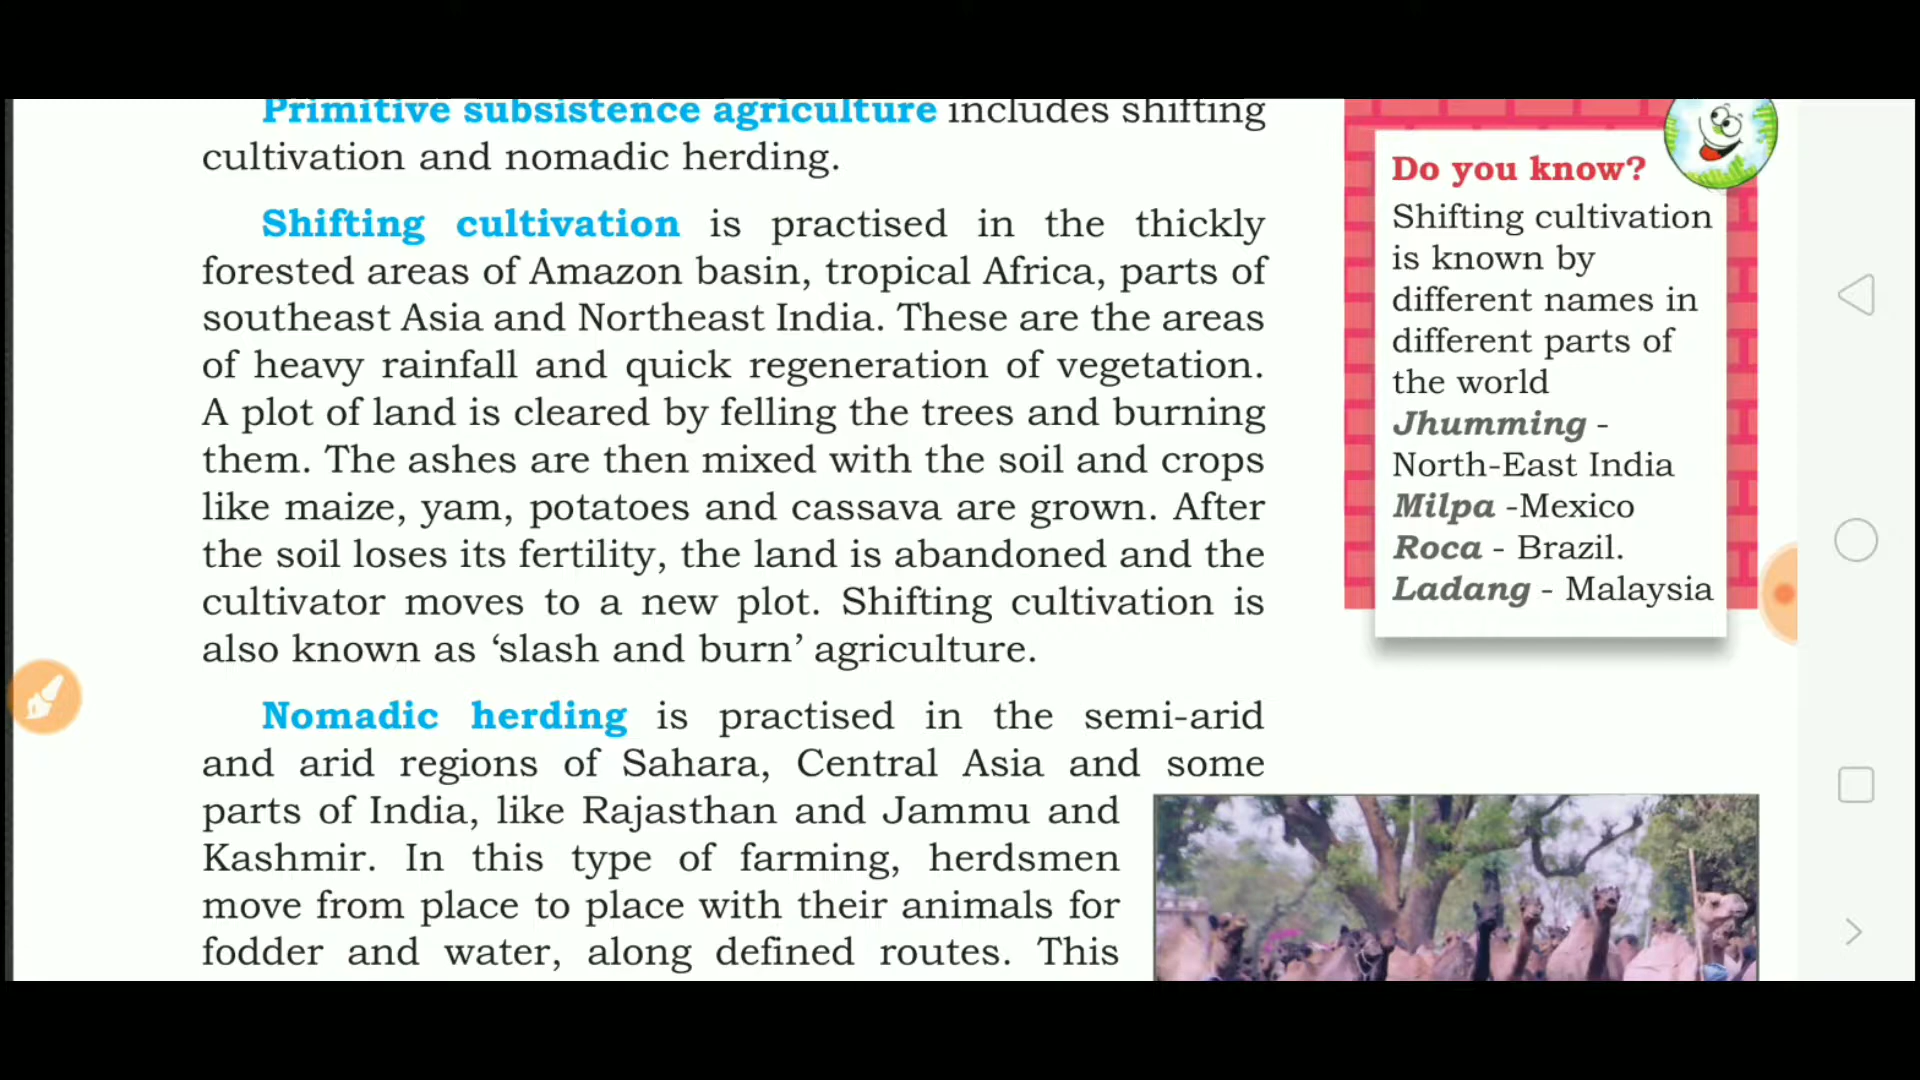 Primitive subsistence agriculture includes shifting
cultivation and nomadic herding.
Shifting cultivation is practised in the thickly
forested areas of Amazon basin, tropical Africa, parts of
southeast Asia and Northeast India. These are the areas
of heavy rainfall and quick regeneration of vegetation.
A plot of land is cleared by felling the trees and burning
them. The ashes are then mixed with the soil and crops
like maize, yam, potatoes and cassava are grown. After
the soil loses its fertility, the land is abandoned and the
cultivator moves to a new plot. Shifting cultivation is
also known as ‘slash and burn’ agriculture.
Nomadic herding is practised in the semi-arid
and arid regions of Sahara, Central Asia and some
parts of India, like Rajasthan and Jammu and
Kashmir. In this type of farming, herdsmen
move from place to place with their animals for
fodder and water, along defined routes. This
Do you know?
Shifting cultivation
is known by
different names in
different parts of
the world
Jhumming -
North-East India
Milpa -Mexico
Roca - Brazil.
Ladang - Malaysia